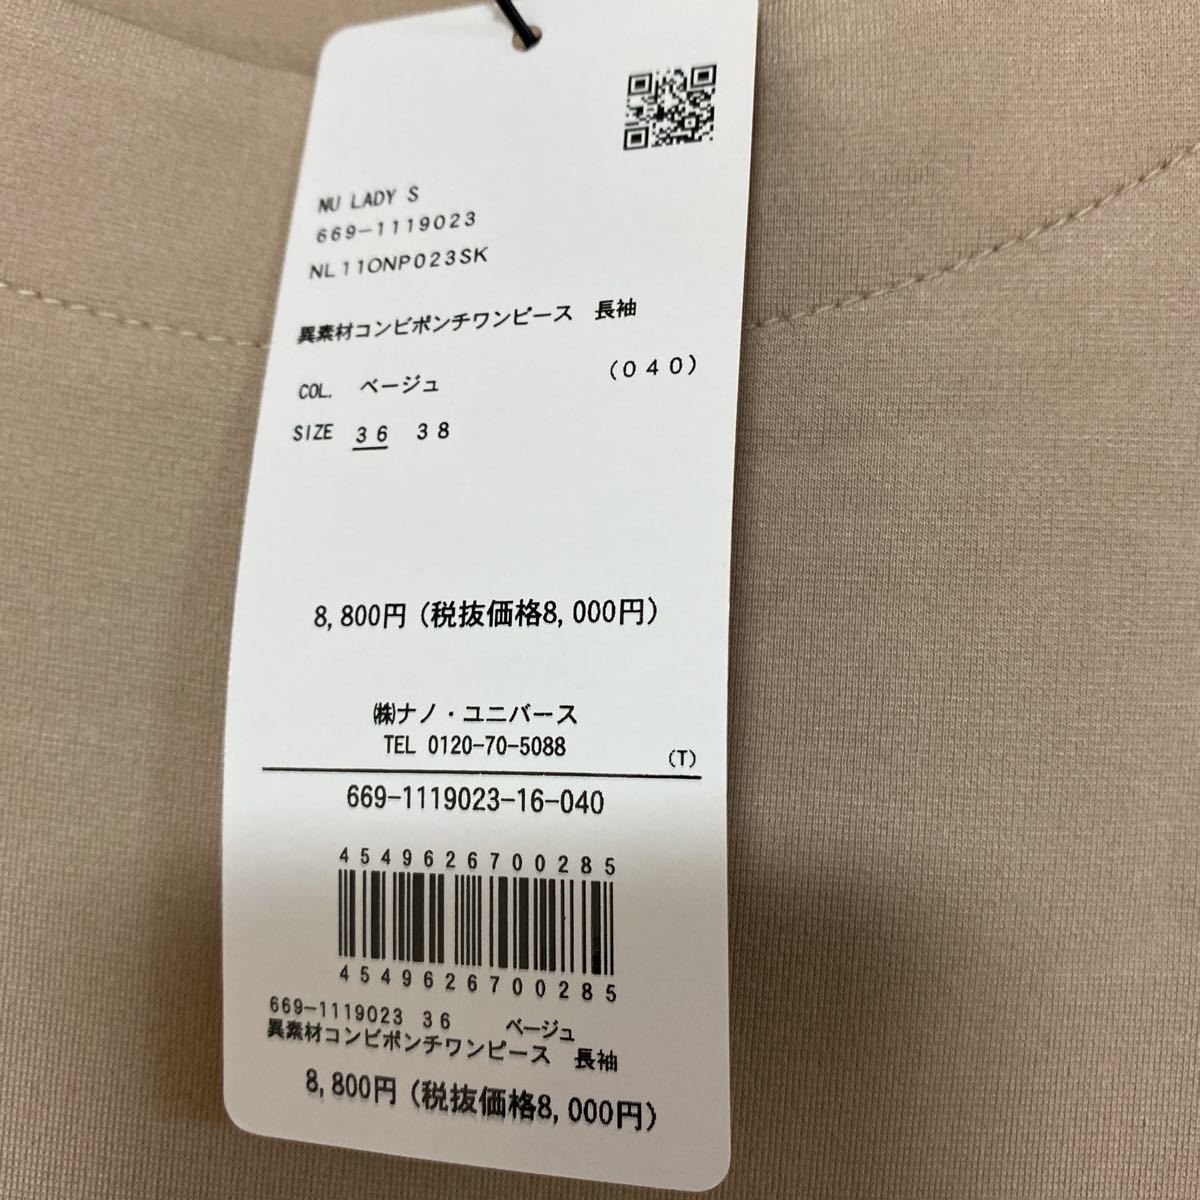 NU LADY S
669-1119023
NL11ONP023SK
異素材コンビポンチワンピース 長袖
COL. ベージュ (040)
SIZE 36 38
8,800円(税抜価格8,000円)
㈱ナノ・ユニバース
TEL 0120-70-5088
(T)
669-1119023-16-040
4549626700285
4549626700285
669-1119023 36 ベージュ
異素材コンビポンチワンピース 長袖
8,800円(税抜価格8,000円)